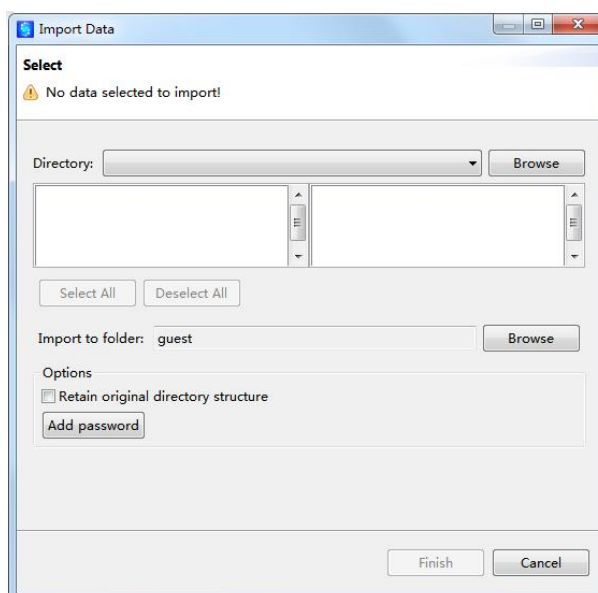 Import Data
Select
No data selected to import!
Directory:
Browse
Select All
Deselect All
Import to folder: guest
Browse
Options
Retain original directory structure
Add password
Finish
Cancel